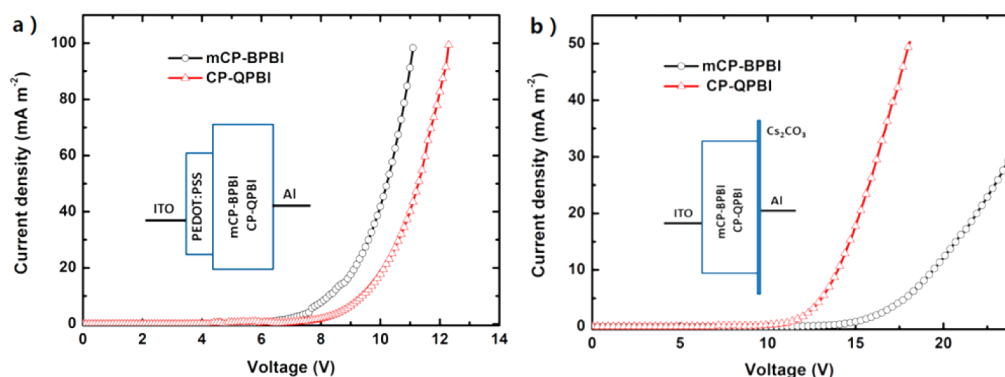 a )
mCP-BPBI
CP-QPBI
Current density (mA m-2)
100
80
60
40
20
0
ITO
PEDOT:PSS
mCP-BPBI
CP-QPBI
Al
0 2 4 6 8 10 12 14
Voltage (V)
b )
mCP-BPBI
CP-QPBI
Current density (mA m-2)
50
40
30
20
10
0
Cs2CO3
ITO
mCP-BPBI
CP-QPBI
Al
0 5 10 15 20
Voltage (V)